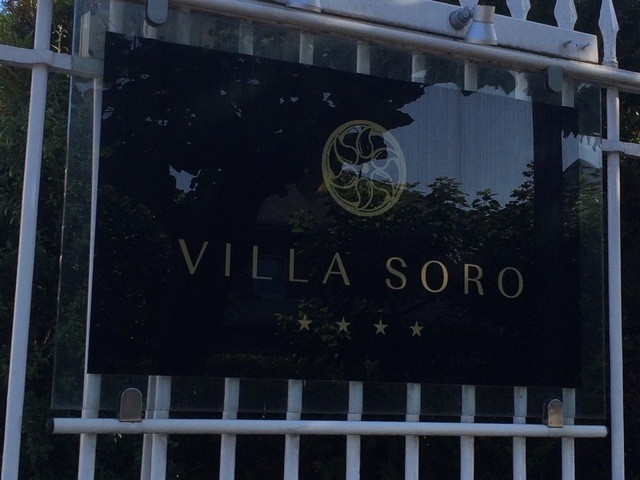 VILLA SORO
★ ★ ★ ★